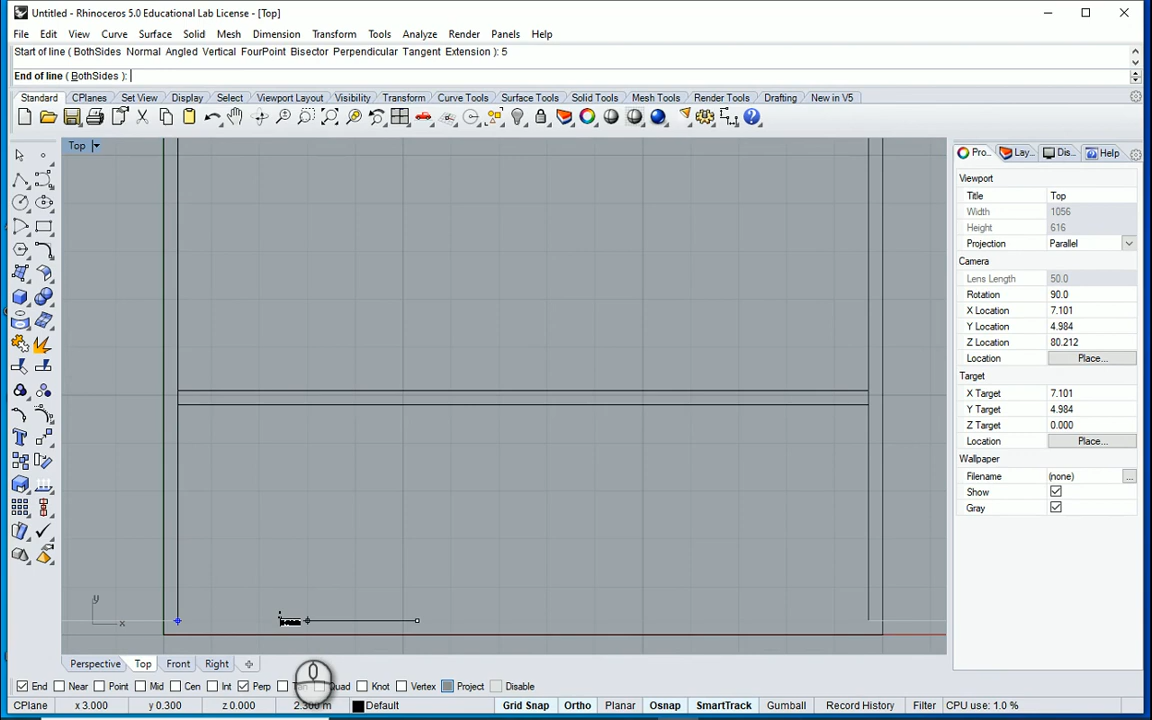 Untitled - Rhinoceros 5.0 Educational Lab License - [Top]
File Edit View Curve Surface Solid Mesh Dimension Transform Tools Analyze Render Panels Help
Start of line ( BothSides Normal Angled Vertical FourPoint Bisector Perpendicular Tangent Extension ): 5
End of line ( BothSides ):
Standard CPlanes Set View Display Select Viewport Layout Visibility Transform Curve Tools Surface Tools Solid Tools Mesh Tools Render Tools Drafting New in V5
Top
Pro... Lay... Dis... Help
Viewport
Title Top
Width 1056
Height 616
Projection Parallel
Camera
Lens Length 50.0
Rotation 90.0
X Location 7.101
Y Location 4.984
Z Location 80.212
Location Place...
Target
X Target 7.101
Y Target 4.984
Z Target 0.000
Location Place...
Wallpaper
Filename (none) ...
Show
Gray
y
x
Perspective Top Front Right
End Near Point Mid Cen Int Perp Quad Knot Vertex Project Disable
CPlane x 3.000 y 0.300 z 0.000 2.300 m Default Grid Snap Ortho Planar Osnap SmartTrack Gumball Record History Filter CPU use: 1.0 %